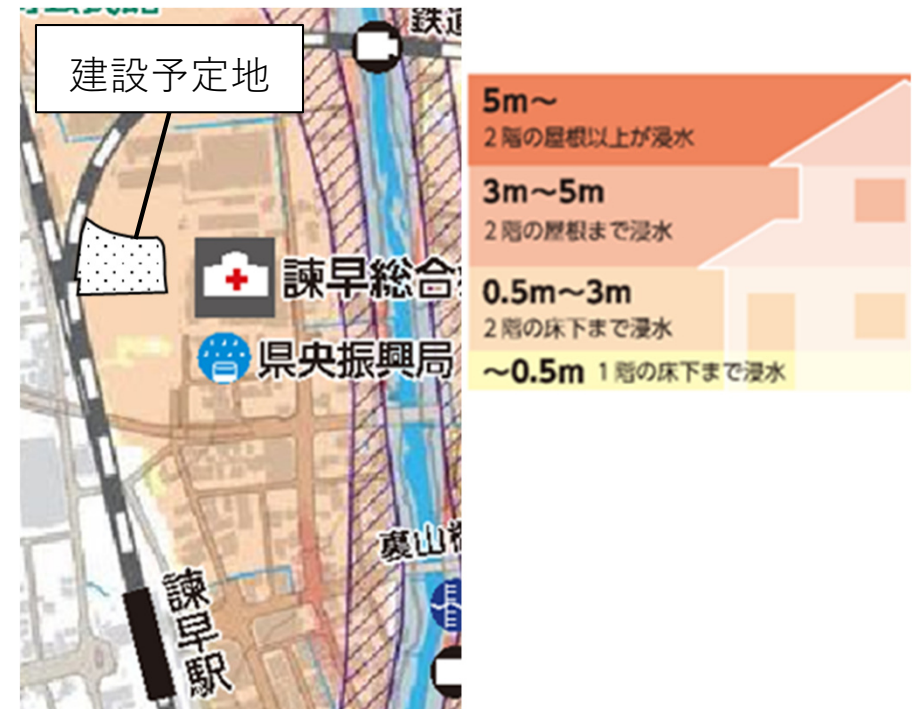 建設予定地
鉄道
諫早総合
県央振興局
裏山
諫早駅
5m～
2階の屋根以上が浸水
3m～5m
2階の屋根まで浸水
0.5m～3m
2階の床下まで浸水
～0.5m 1階の床下まで浸水